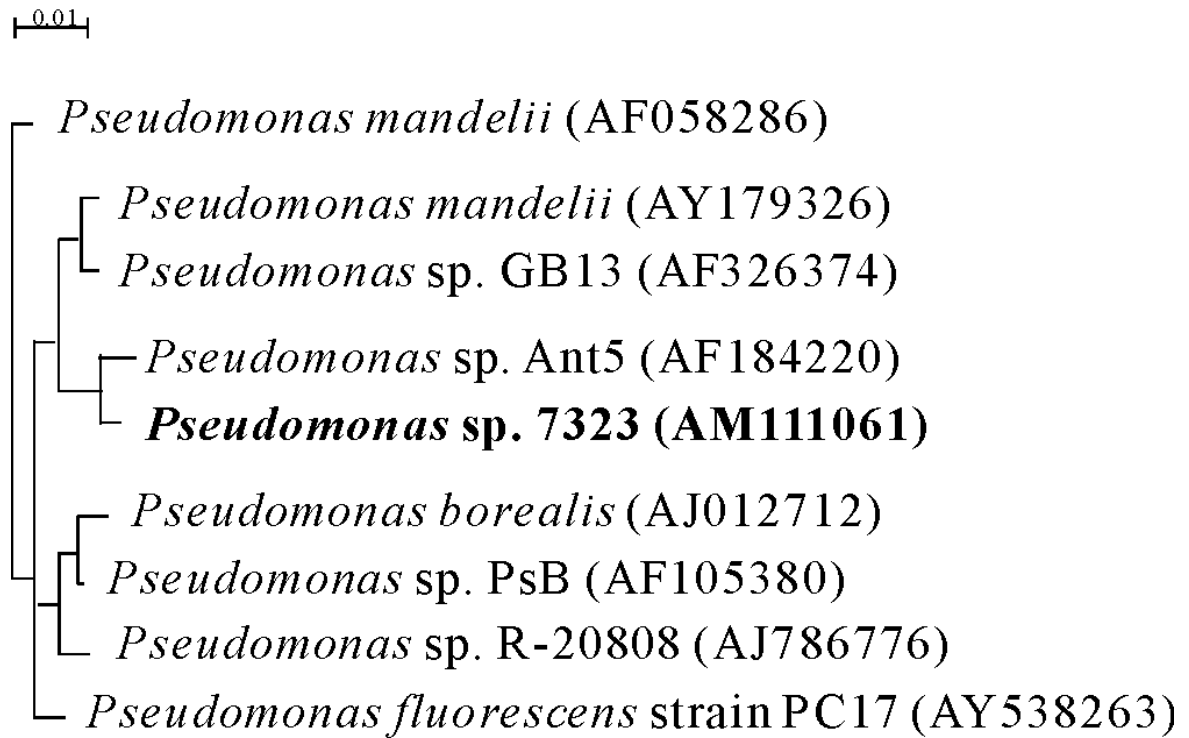 0.01
Pseudomonas mandelii (AF058286)
Pseudomonas mandelii (AY179326)
Pseudomonas sp. GB13 (AF326374)
Pseudomonas sp. Ant5 (AF184220)
Pseudomonas sp. 7323 (AM111061)
Pseudomonas borealis (AJ012712)
Pseudomonas sp. PsB (AF105380)
Pseudomonas sp. R-20808 (AJ786776)
Pseudomonas fluorescens strain PC17 (AY538263)